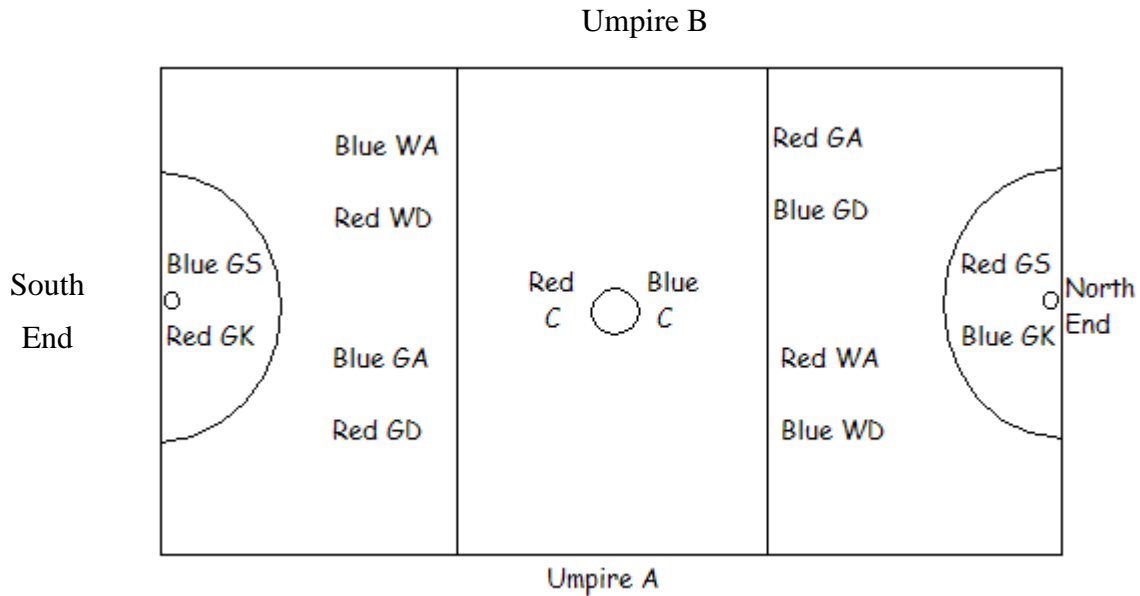 Umpire B
Blue WA
Red GA
Red WD
Blue GD
Blue GS
Red GS
South
End
Red
C
Blue
C
North
End
Red GK
Blue GK
Blue GA
Red WA
Red GD
Blue WD
Umpire A